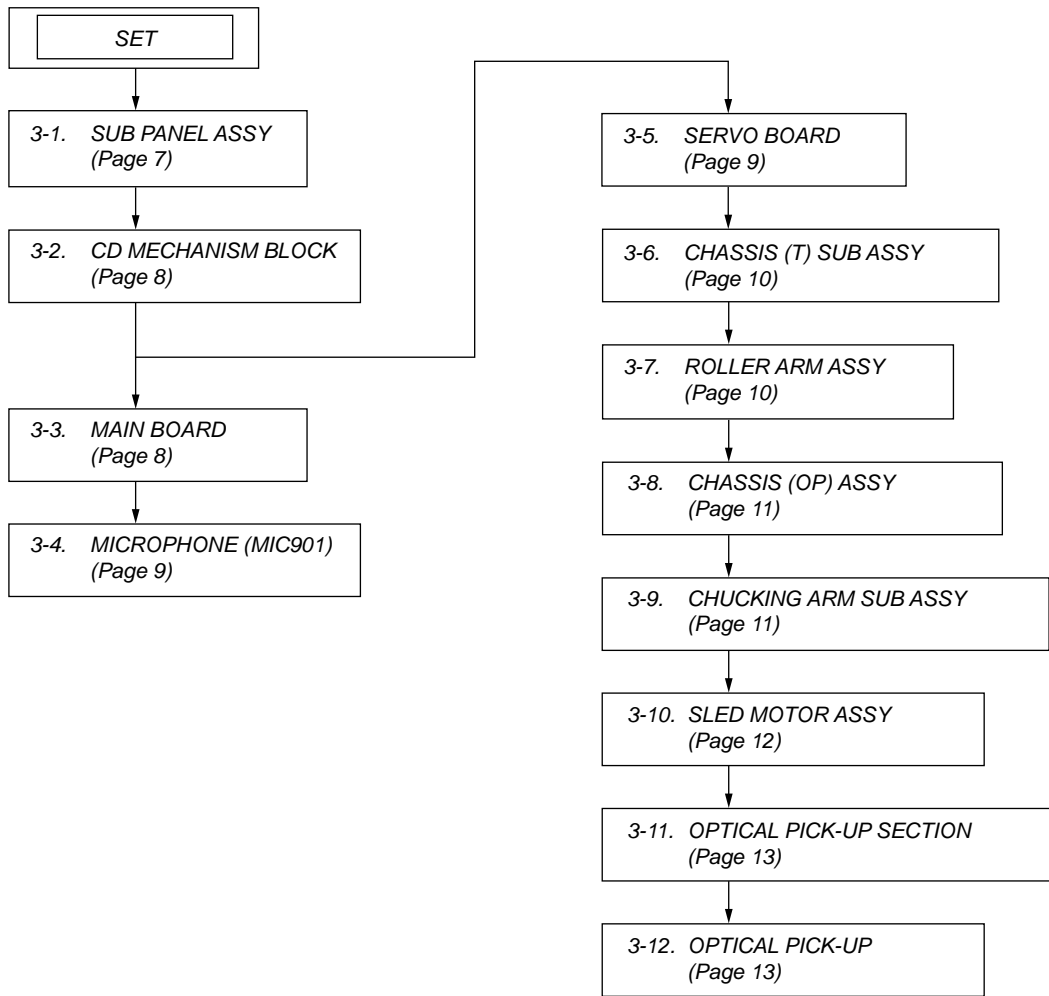 SET
3-1. SUB PANEL ASSY
(Page 7)
3-2. CD MECHANISM BLOCK
(Page 8)
3-3. MAIN BOARD
(Page 8)
3-4. MICROPHONE (MIC901)
(Page 9)
3-5. SERVO BOARD
(Page 9)
3-6. CHASSIS (T) SUB ASSY
(Page 10)
3-7. ROLLER ARM ASSY
(Page 10)
3-8. CHASSIS (OP) ASSY
(Page 11)
3-9. CHUCKING ARM SUB ASSY
(Page 11)
3-10. SLED MOTOR ASSY
(Page 12)
3-11. OPTICAL PICK-UP SECTION
(Page 13)
3-12. OPTICAL PICK-UP
(Page 13)